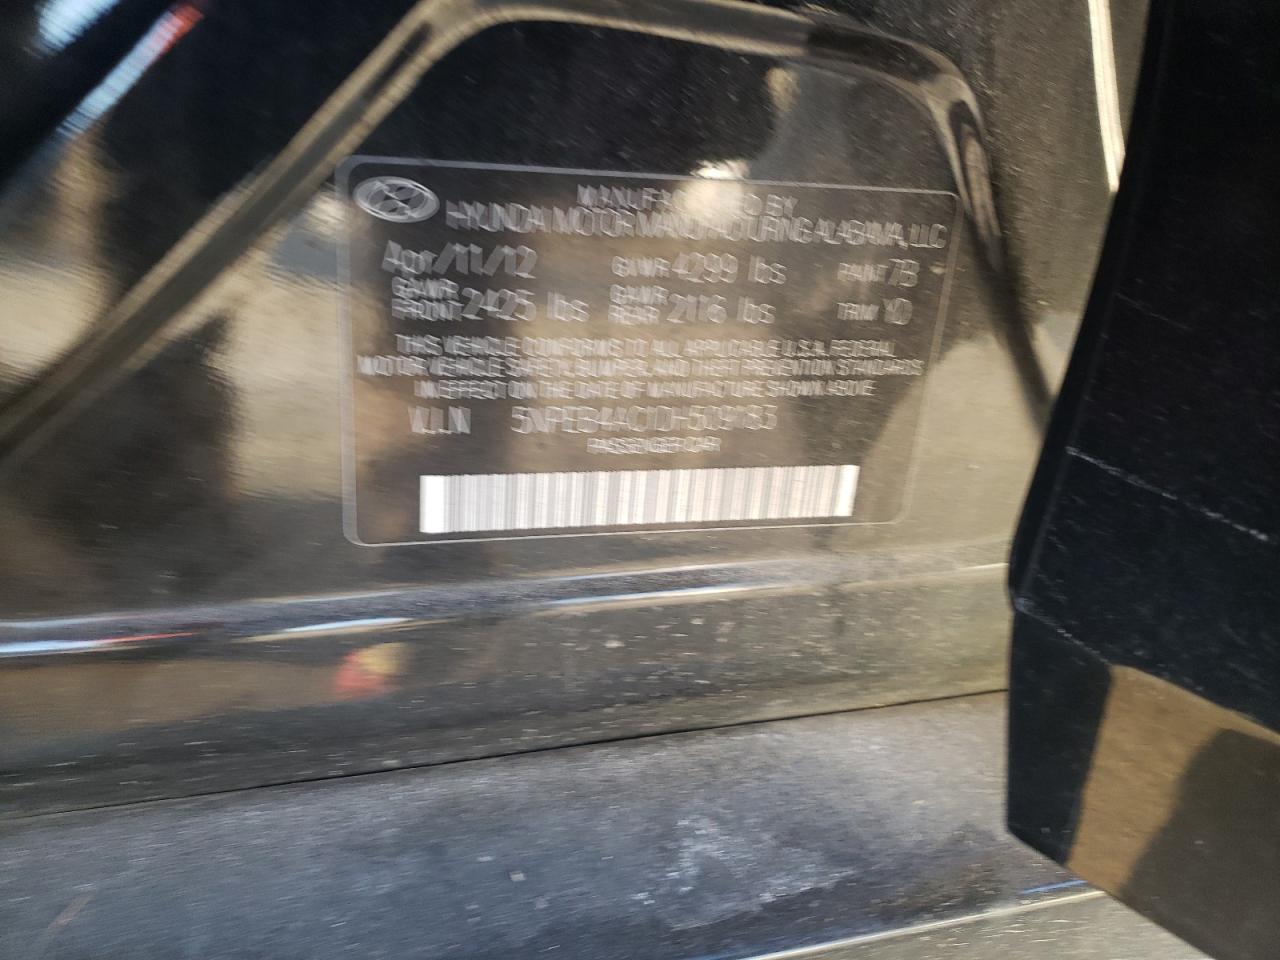 MANUFACTURED BY
HYUNDAI MOTOR MANUFACTURING ALABAMA, LLC
Apr/11/12 GVWR 4299 lbs PAINT
GAWR FRONT 2425 lbs GAWR REAR 2116 lbs TRIM
THIS VEHICLE CONFORMS TO ALL APPLICABLE U.S.A. FEDERAL
MOTOR VEHICLE SAFETY, BUMPER, AND THEFT PREVENTION STANDARDS
IN EFFECT ON THE DATE OF MANUFACTURE SHOWN ABOVE
V.I.N 5NPEB4AC1DH509183
PASSENGER CAR